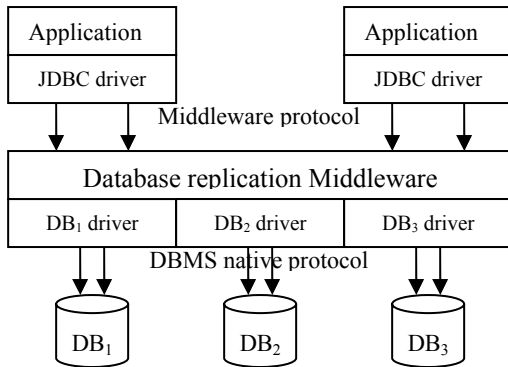 Application Application
JDBC driver JDBC driver
Middleware protocol
Database replication Middleware
DB₁ driver DB₂ driver DB₃ driver
DBMS native protocol
DB₁ DB₂ DB₃